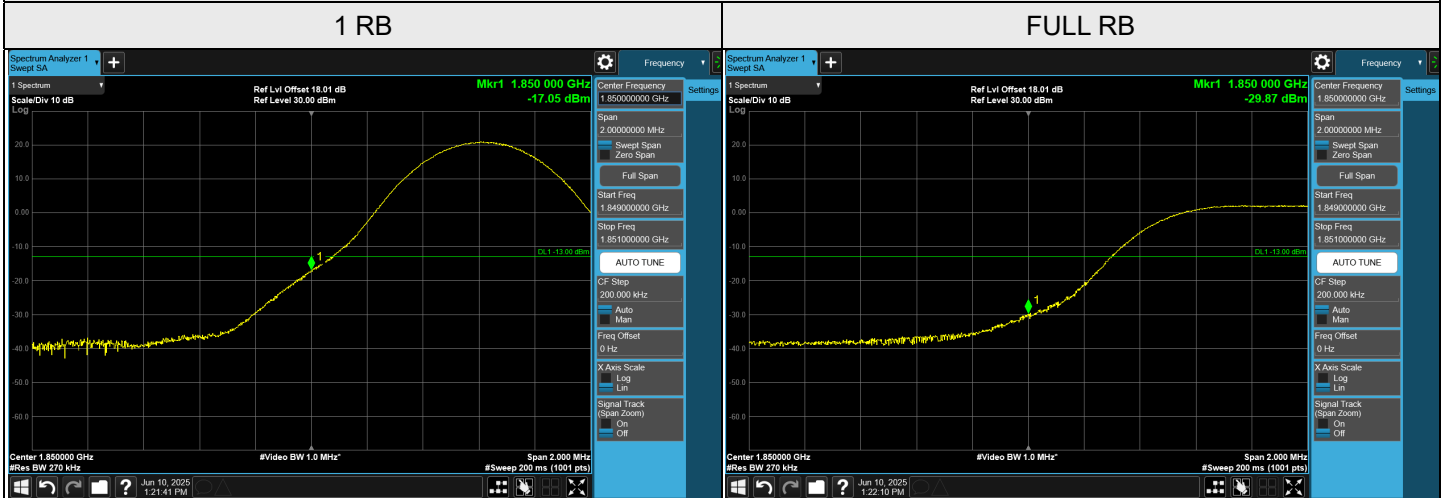 1 RB
FULL RB
Spectrum Analyzer 1
Swept SA
Frequency
1 Spectrum
Scale/Div 10 dB
Log
Ref Lvl Offset 18.01 dB
Ref Level 30.00 dBm
Mkr1 1.850 000 GHz
-17.05 dBm
20.0
10.0
0.00
-10.0
-20.0
-30.0
-40.0
-50.0
-60.0
DL1 -13.00 dBm
1
Center 1.850000 GHz
#Res BW 270 kHz
#Video BW 1.0 MHz*
Span 2.000 MHz
#Sweep 200 ms (1001 pts)
Center Frequency
1.850000000 GHz
Settings
Span
2.00000000 MHz
Swept Span
Zero Span
Full Span
Start Freq
1.849000000 GHz
Stop Freq
1.851000000 GHz
AUTO TUNE
CF Step
200.000 kHz
Auto
Man
Freq Offset
0 Hz
X Axis Scale
Log
Lin
Signal Track
(Span Zoom)
On
Off
?
Jun 10, 2025
1:21:41 PM
Spectrum Analyzer 1
Swept SA
Frequency
1 Spectrum
Scale/Div 10 dB
Log
Ref Lvl Offset 18.01 dB
Ref Level 30.00 dBm
Mkr1 1.850 000 GHz
-29.87 dBm
20.0
10.0
0.00
-10.0
-20.0
-30.0
-40.0
-50.0
-60.0
DL1 -13.00 dBm
1
Center 1.850000 GHz
#Res BW 270 kHz
#Video BW 1.0 MHz*
Span 2.000 MHz
#Sweep 200 ms (1001 pts)
Center Frequency
1.850000000 GHz
Settings
Span
2.00000000 MHz
Swept Span
Zero Span
Full Span
Start Freq
1.849000000 GHz
Stop Freq
1.851000000 GHz
AUTO TUNE
CF Step
200.000 kHz
Auto
Man
Freq Offset
0 Hz
X Axis Scale
Log
Lin
Signal Track
(Span Zoom)
On
Off
?
Jun 10, 2025
1:22:10 PM